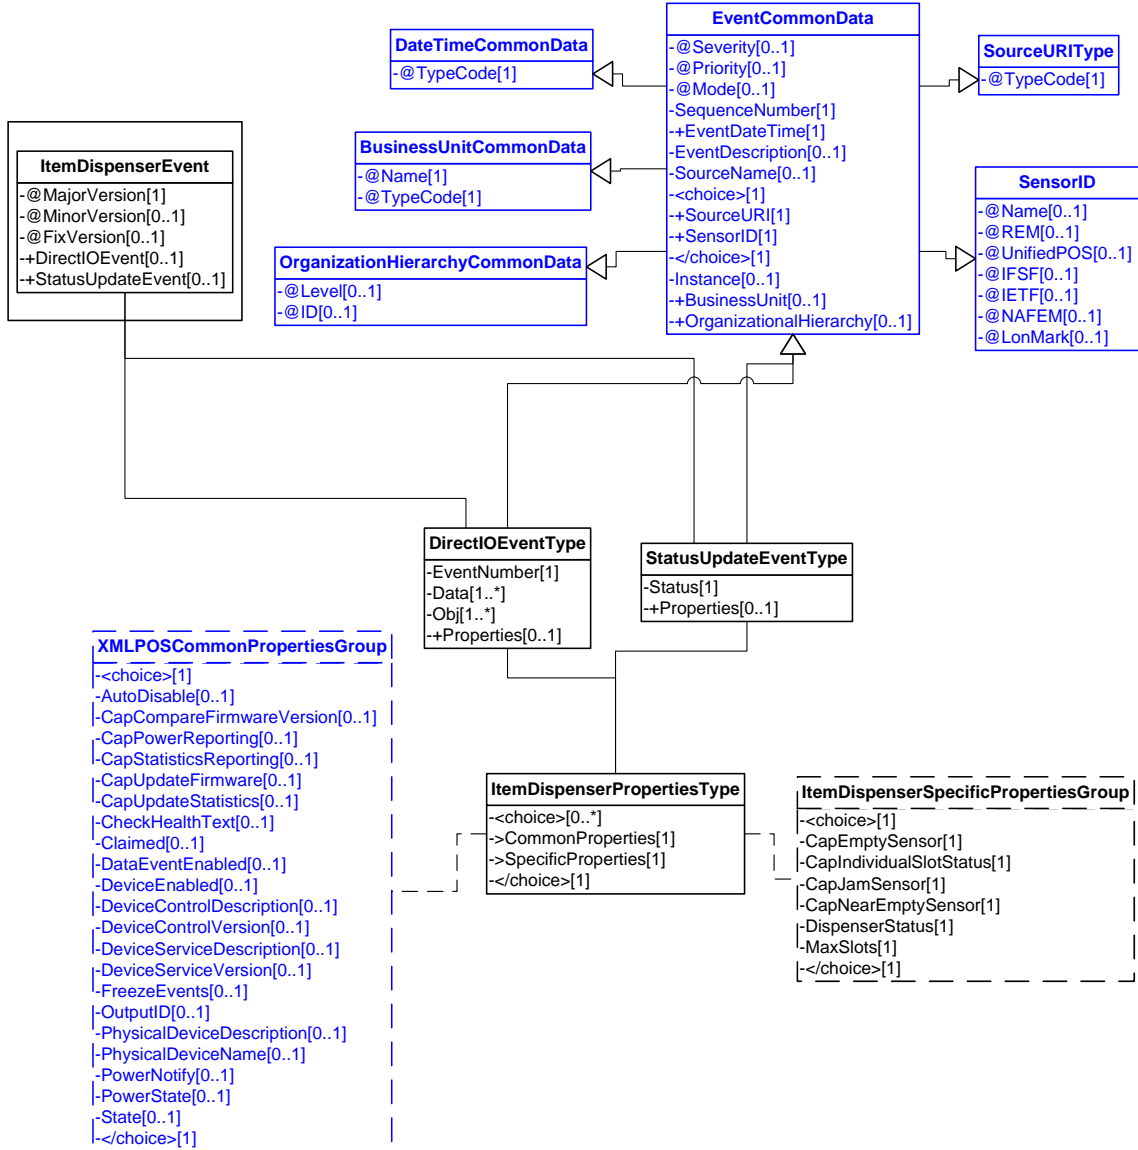 EventCommonData
-@Severity[0..1]
-@Priority[0..1]
-@Mode[0..1]
-SequenceNumber[1]
-+EventDateTime[1]
-EventDescription[0..1]
-SourceName[0..1]
-<choice>[1]
-+SourceURI[1]
-+SensorID[1]
-</choice>[1]
-Instance[0..1]
-+BusinessUnit[0..1]
-+OrganizationalHierarchy[0..1]
DateTimeCommonData
-@TypeCode[1]
SourceURIType
-@TypeCode[1]
BusinessUnitCommonData
-@Name[1]
-@TypeCode[1]
ItemDispenserEvent
-@MajorVersion[1]
-@MinorVersion[0..1]
-@FixVersion[0..1]
-+DirectIOEvent[0..1]
-+StatusUpdateEvent[0..1]
SensorID
-@Name[0..1]
-@REM[0..1]
-@UnifiedPOS[0..1]
-@IFSF[0..1]
-@IETF[0..1]
-@NAFEM[0..1]
-@LonMark[0..1]
OrganizationHierarchyCommonData
-@Level[0..1]
-@ID[0..1]
DirectIOEventType
-EventNumber[1]
-Data[1..*]
-Obj[1..*]
-+Properties[0..1]
StatusUpdateEventType
-Status[1]
-+Properties[0..1]
XMLPOSCommonPropertiesGroup
-<choice>[1]
-AutoDisable[0..1]
-CapCompareFirmwareVersion[0..1]
-CapPowerReporting[0..1]
-CapStatisticsReporting[0..1]
-CapUpdateFirmware[0..1]
-CapUpdateStatistics[0..1]
-CheckHealthText[0..1]
-Claimed[0..1]
-DataEventEnabled[0..1]
-DeviceEnabled[0..1]
-DeviceControlDescription[0..1]
-DeviceControlVersion[0..1]
-DeviceServiceDescription[0..1]
-DeviceServiceVersion[0..1]
-FreezeEvents[0..1]
-OutputID[0..1]
-PhysicalDeviceDescription[0..1]
-PhysicalDeviceName[0..1]
-PowerNotify[0..1]
-PowerState[0..1]
-State[0..1]
-</choice>[1]
ItemDispenserPropertiesType
-<choice>[0..*]
->CommonProperties[1]
->SpecificProperties[1]
-</choice>[1]
ItemDispenserSpecificPropertiesGroup
-<choice>[1]
-CapEmptySensor[1]
-CapIndividualSlotStatus[1]
-CapJamSensor[1]
-CapNearEmptySensor[1]
-DispenserStatus[1]
-MaxSlots[1]
-</choice>[1]